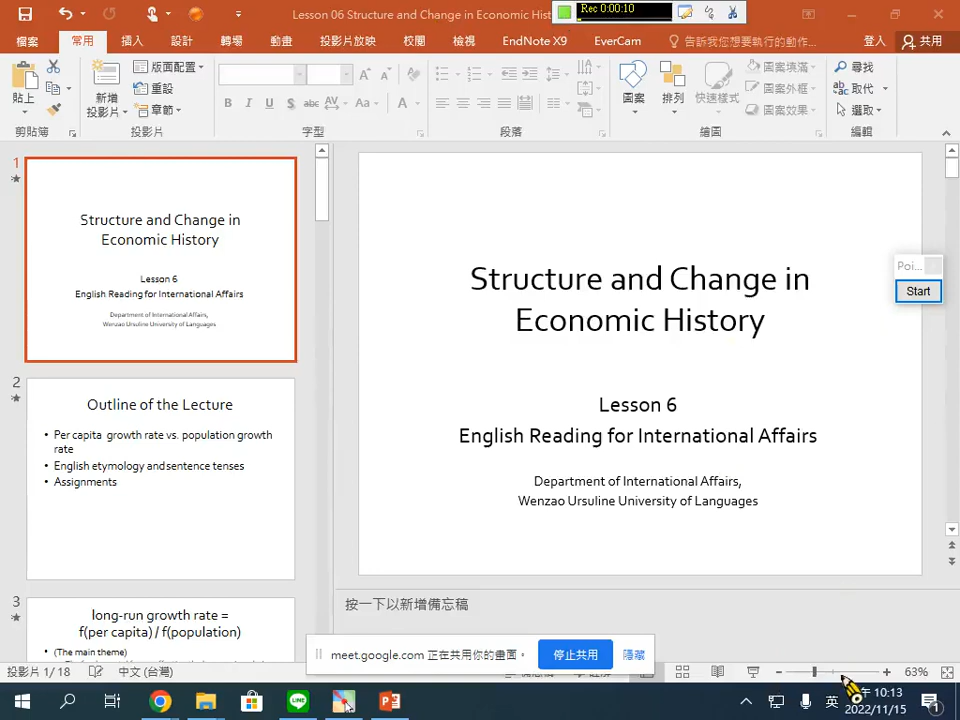 Lesson 06 Structure and Change in Economic Hist
Rec 0:00:10
檔案 常用 插入 設計 轉場 動畫 投影片放映 校閱 檢視 EndNote X9 EverCam 告訴我您想要執行的動作... 登入 共用
貼上
新增
投影片
版面配置
重設
章節
B I U S abc AV Aa A
圖案
排列
快速樣式
圖案填滿
圖案外框
圖案效果
尋找
取代
選取
剪貼簿 投影片 字型 段落 繪圖 編輯
1
Structure and Change in
Economic History
Lesson 6
English Reading for International Affairs
Department of International Affairs,
Wenzao Ursuline University of Languages
2
Outline of the Lecture
• Per capita growth rate vs. population growth
rate
• English etymology and sentence tenses
• Assignments
3
long-run growth rate =
f(per capita) / f(population)
• (The main theme)
Structure and Change in
Economic History
Lesson 6
English Reading for International Affairs
Department of International Affairs,
Wenzao Ursuline University of Languages
Poi...
Start
按一下以新增備忘稿
meet.google.com 正在共用你的畫面。
停止共用
隱藏
投影片 1/18 中文 (台灣)
63%
英
午 10:13
2022/11/15
1